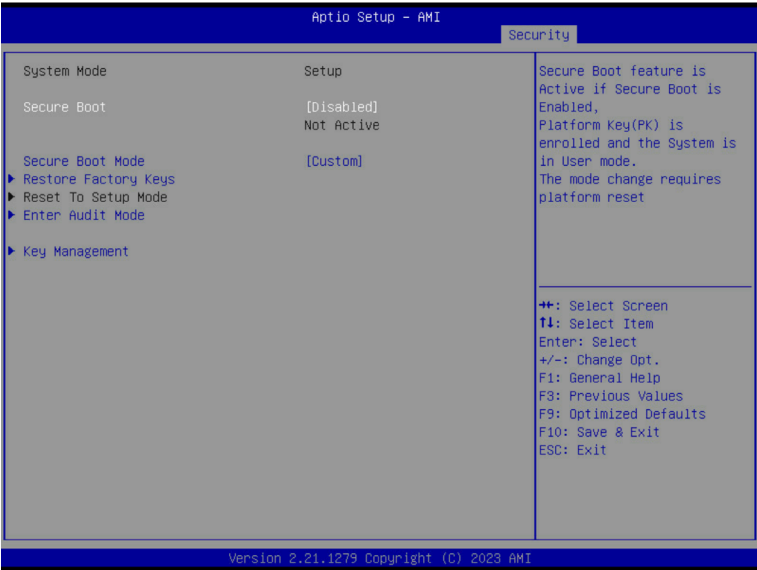 Aptio Setup – AMI
Security
System Mode Setup
Secure Boot [Disabled]
Not Active
Secure Boot Mode [Custom]
Restore Factory Keys
Reset To Setup Mode
Enter Audit Mode
Key Management
Secure Boot feature is
Active if Secure Boot is
Enabled,
Platform Key(PK) is
enrolled and the System is
in User mode.
The mode change requires
platform reset
→←: Select Screen
↑↓: Select Item
Enter: Select
+/-: Change Opt.
F1: General Help
F3: Previous Values
F9: Optimized Defaults
F10: Save & Exit
ESC: Exit
Version 2.21.1279 Copyright (C) 2023 AMI